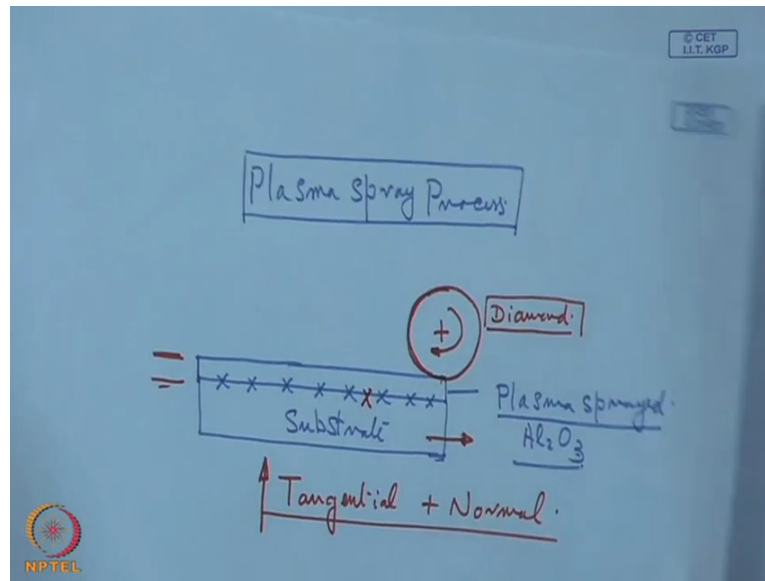 © CET
I.I.T. KGP
Plasma Spray Process
Diamond.
Plasma sprayed.
Al₂O₃
Substrate
Tangential + Normal.
NPTEL